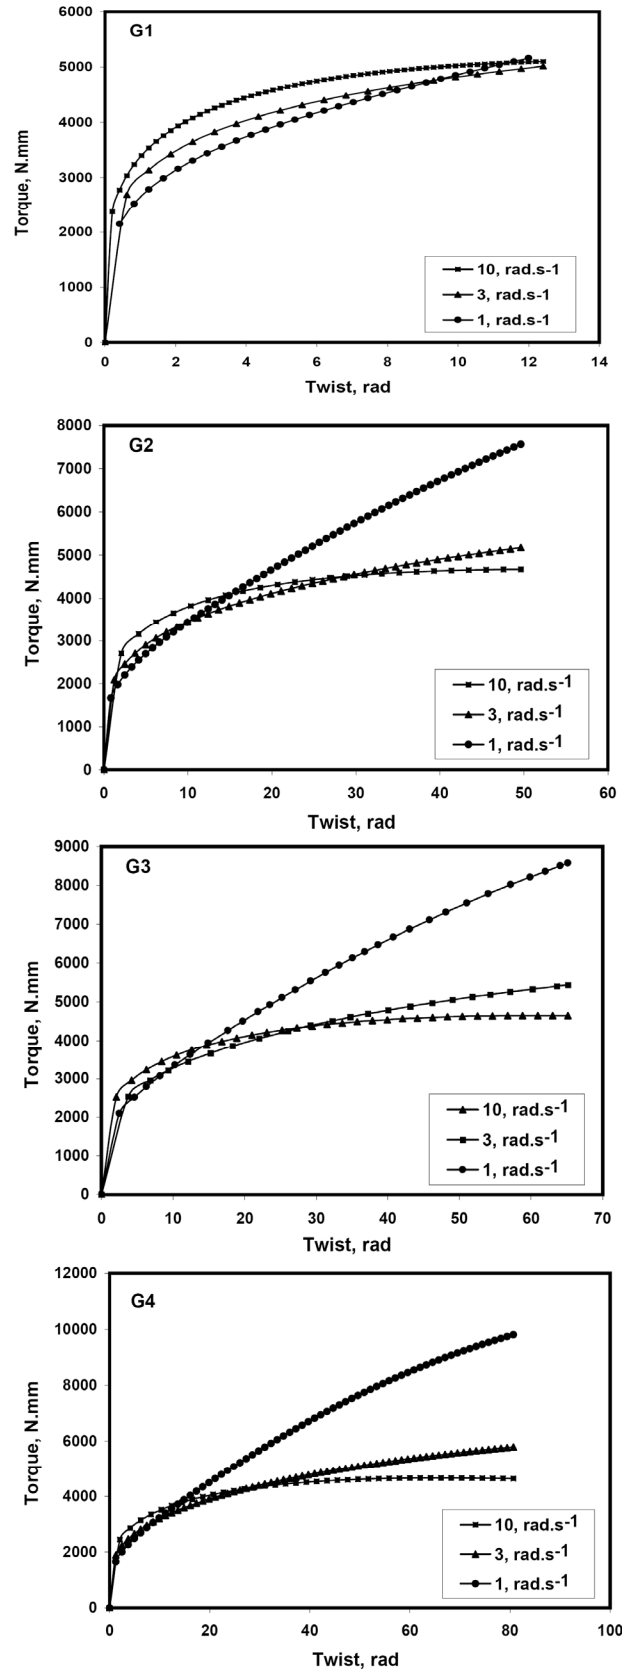 G1
6000
5000
4000
3000
2000
1000
0
Torque, N.mm
10, rad.s-1
3, rad.s-1
1, rad.s-1
0 2 4 6 8 10 12 14
Twist, rad
G2
8000
7000
6000
5000
4000
3000
2000
1000
0
Torque, N.mm
10, rad.s-1
3, rad.s-1
1, rad.s-1
0 10 20 30 40 50 60
Twist, rad
G3
9000
8000
7000
6000
5000
4000
3000
2000
1000
0
Torque, N.mm
10, rad.s-1
3, rad.s-1
1, rad.s-1
0 10 20 30 40 50 60 70
Twist, rad
G4
12000
10000
8000
6000
4000
2000
0
Torque, N.mm
10, rad.s-1
3, rad.s-1
1, rad.s-1
0 20 40 60 80 100
Twist, rad